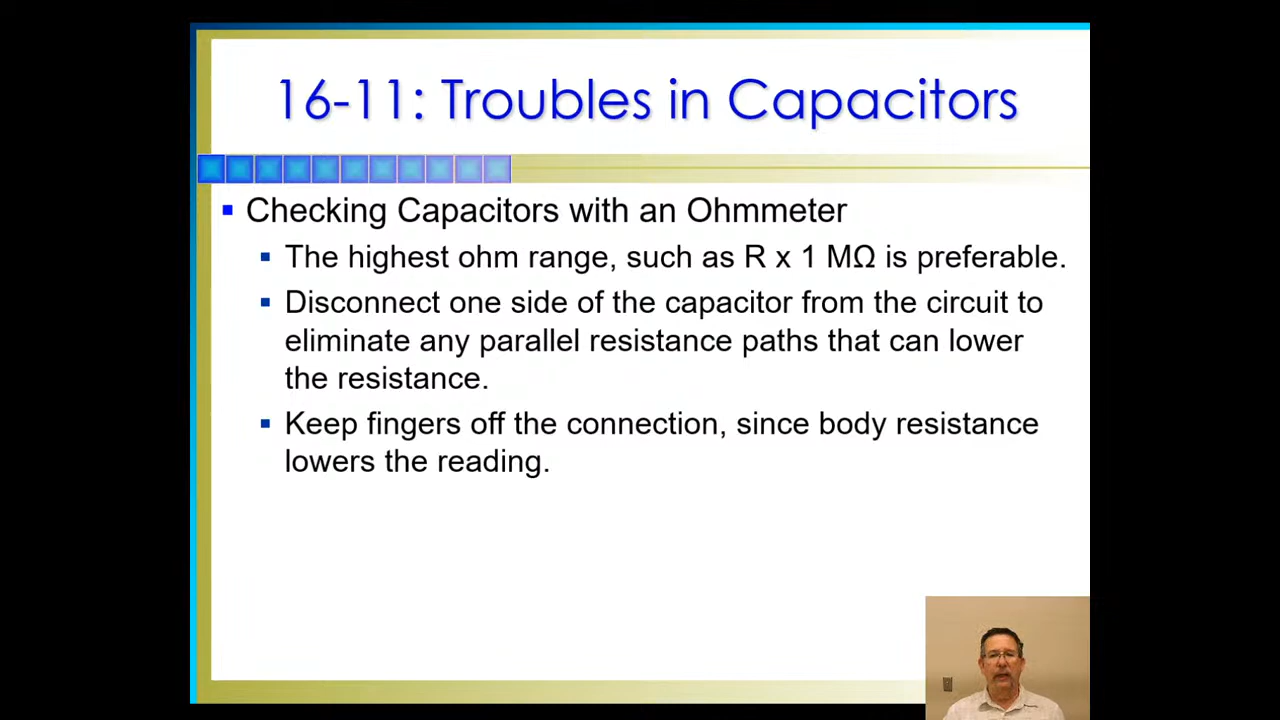 16-11: Troubles in Capacitors
Checking Capacitors with an Ohmmeter
The highest ohm range, such as R x 1 MΩ is preferable.
Disconnect one side of the capacitor from the circuit to
eliminate any parallel resistance paths that can lower
the resistance.
Keep fingers off the connection, since body resistance
lowers the reading.